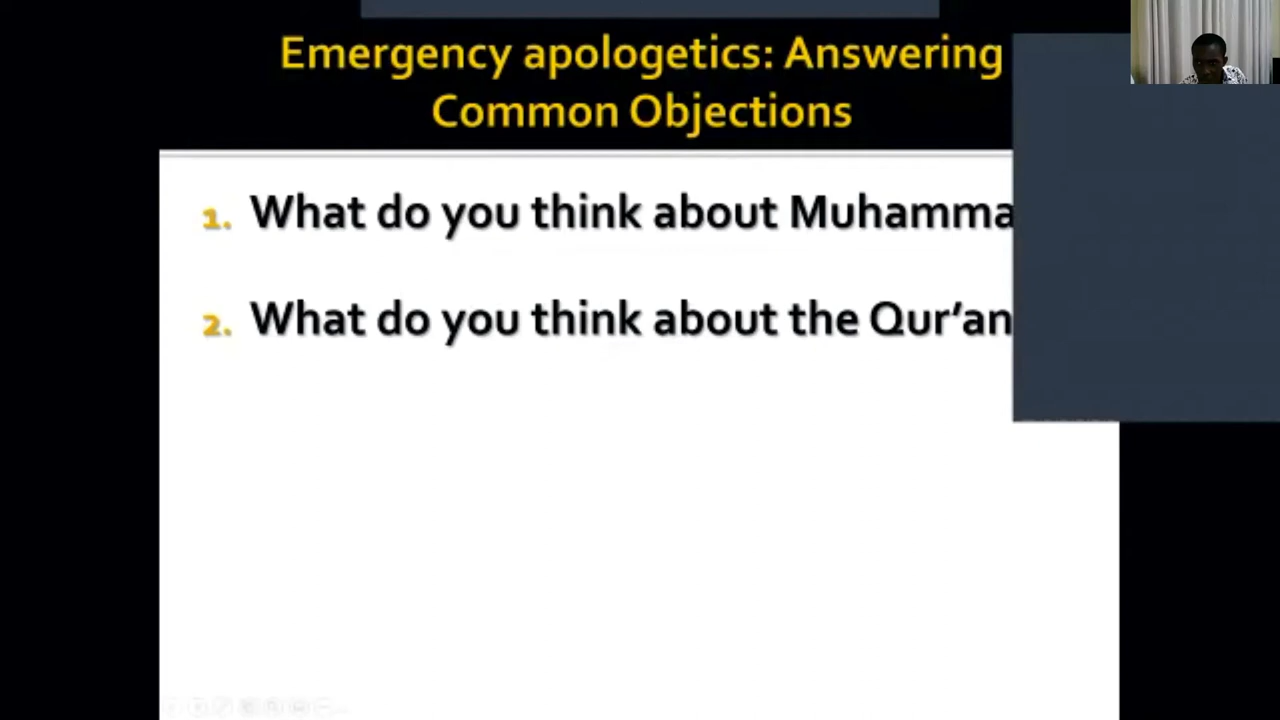 Emergency apologetics: Answering
Common Objections
1. What do you think about Muhamma
2. What do you think about the Qur’an